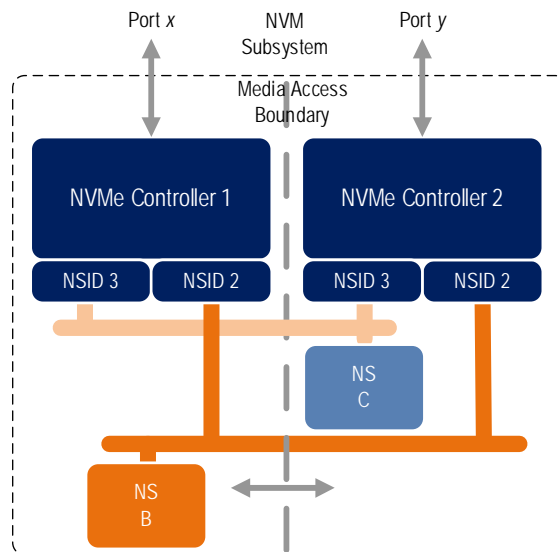 Port x
NVM
Subsystem
Port y
Media Access
Boundary
NVMe Controller 1
NVMe Controller 2
NSID 3
NSID 2
NSID 3
NSID 2
NS
C
NS
B